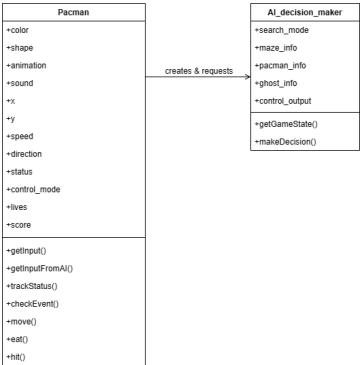 Pacman
+color
+shape
+animation
+sound
+x
+y
+speed
+direction
+status
+control_mode
+lives
+score
+getInput()
+getInputFromAI()
+trackStatus()
+checkEvent()
+move()
+eat()
+hit()
creates & requests
AI_decision_maker
+search_mode
+maze_info
+pacman_info
+ghost_info
+control_output
+getGameState()
+makeDecision()